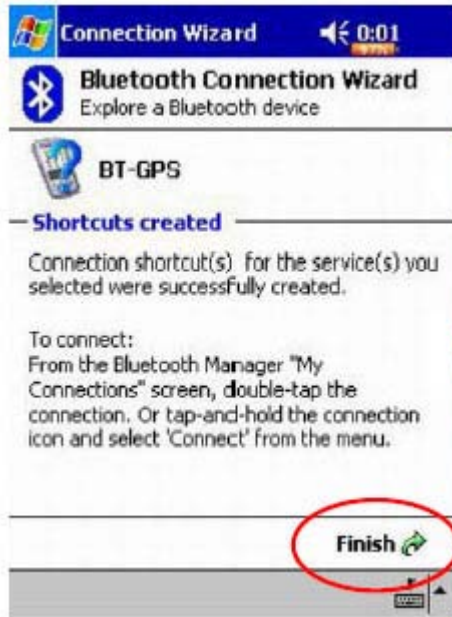 Connection Wizard 0:01
97%
Bluetooth Connection Wizard
Explore a Bluetooth device
BT-GPS
Shortcuts created
Connection shortcut(s) for the service(s) you
selected were successfully created.
To connect:
From the Bluetooth Manager "My
Connections" screen, double-tap the
connection. Or tap-and-hold the connection
icon and select 'Connect' from the menu.
Finish